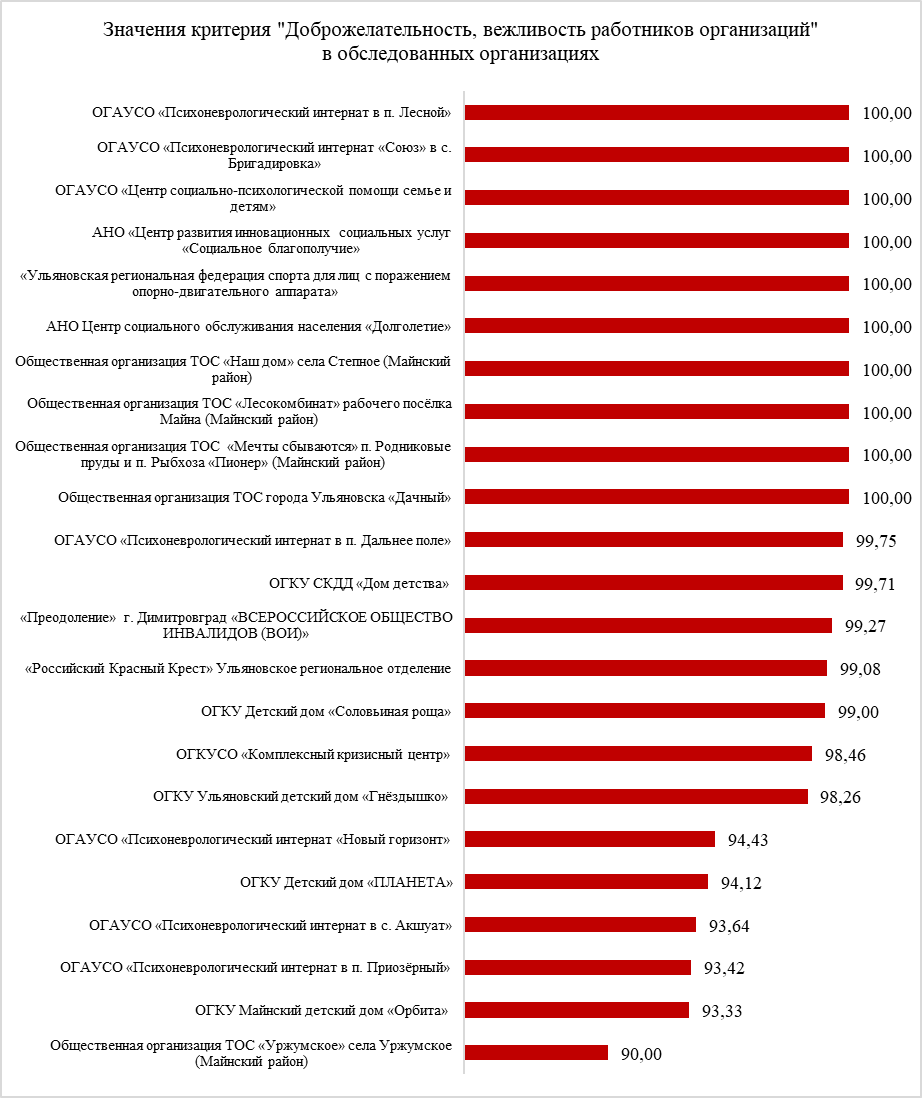 Значения критерия "Доброжелательность, вежливость работников организаций"
в обследованных организациях
ОГАУСО «Психоневрологический интернат в п. Лесной»
100,00
ОГАУСО «Психоневрологический интернат «Союз» в с.
Бригадировка»
100,00
ОГАУСО «Центр социально-психологической помощи семье и
детям»
100,00
АНО «Центр развития инновационных социальных услуг
«Социальное благополучие»
100,00
«Ульяновская региональная федерация спорта для лиц с поражением
опорно-двигательного аппарата»
100,00
АНО Центр социального обслуживания населения «Долголетие»
100,00
Общественная организация ТОС «Наш дом» села Степное (Майнский
район)
100,00
Общественная организация ТОС «Лесокомбинат» рабочего посёлка
Майна (Майнский район)
100,00
Общественная организация ТОС «Мечты сбываются» п. Родниковые
пруды и п. Рыбхоза «Пионер» (Майнский район)
100,00
Общественная организация ТОС города Ульяновска «Дачный»
100,00
ОГАУСО «Психоневрологический интернат в п. Дальнее поле»
99,75
ОГКУ СКДД «Дом детства»
99,71
«Преодоление» г. Димитровград «ВСЕРОССИЙСКОЕ ОБЩЕСТВО
ИНВАЛИДОВ (ВОИ)»
99,27
«Российский Красный Крест» Ульяновское региональное отделение
99,08
ОГКУ Детский дом «Соловьиная роща»
99,00
ОГКУСО «Комплексный кризисный центр»
98,46
ОГКУ Ульяновский детский дом «Гнёздышко»
98,26
ОГАУСО «Психоневрологический интернат «Новый горизонт»
94,43
ОГКУ Детский дом «ПЛАНЕТА»
94,12
ОГАУСО «Психоневрологический интернат в с. Акшуат»
93,64
ОГАУСО «Психоневрологический интернат в п. Приозёрный»
93,42
ОГКУ Майнский детский дом «Орбита»
93,33
Общественная организация ТОС «Уржумское» села Уржумское
(Майнский район)
90,00